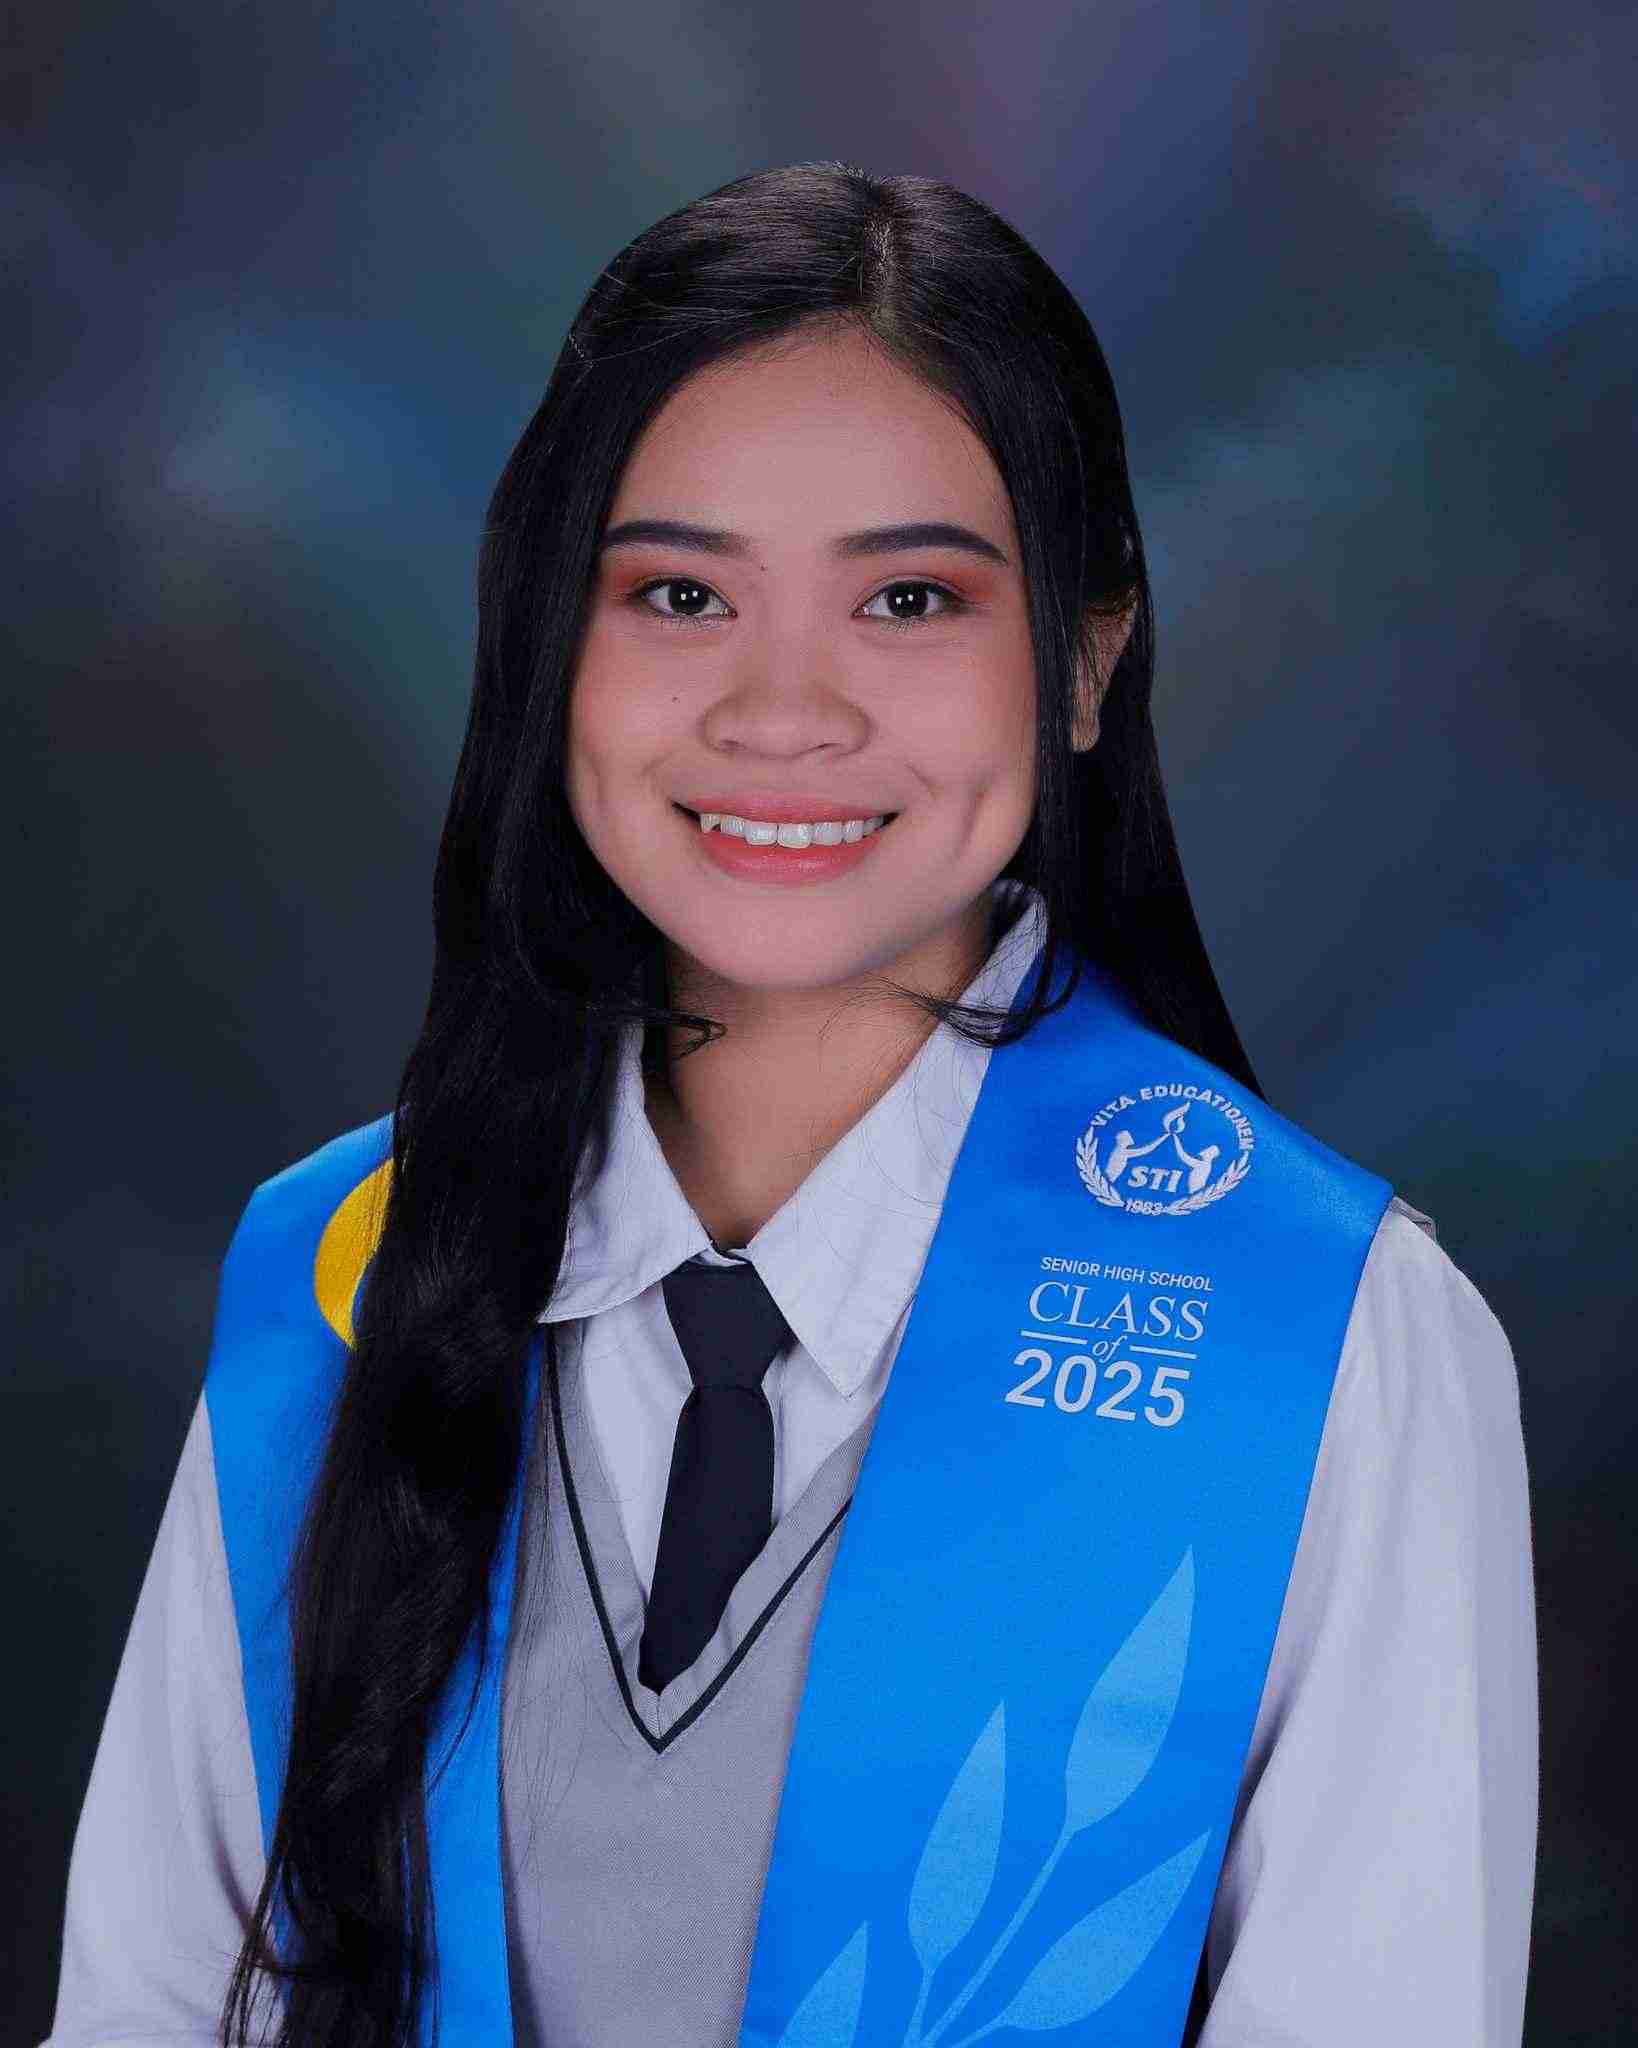 VITA EDUCATIONEM
STI
1983
SENIOR HIGH SCHOOL
CLASS
of
2025